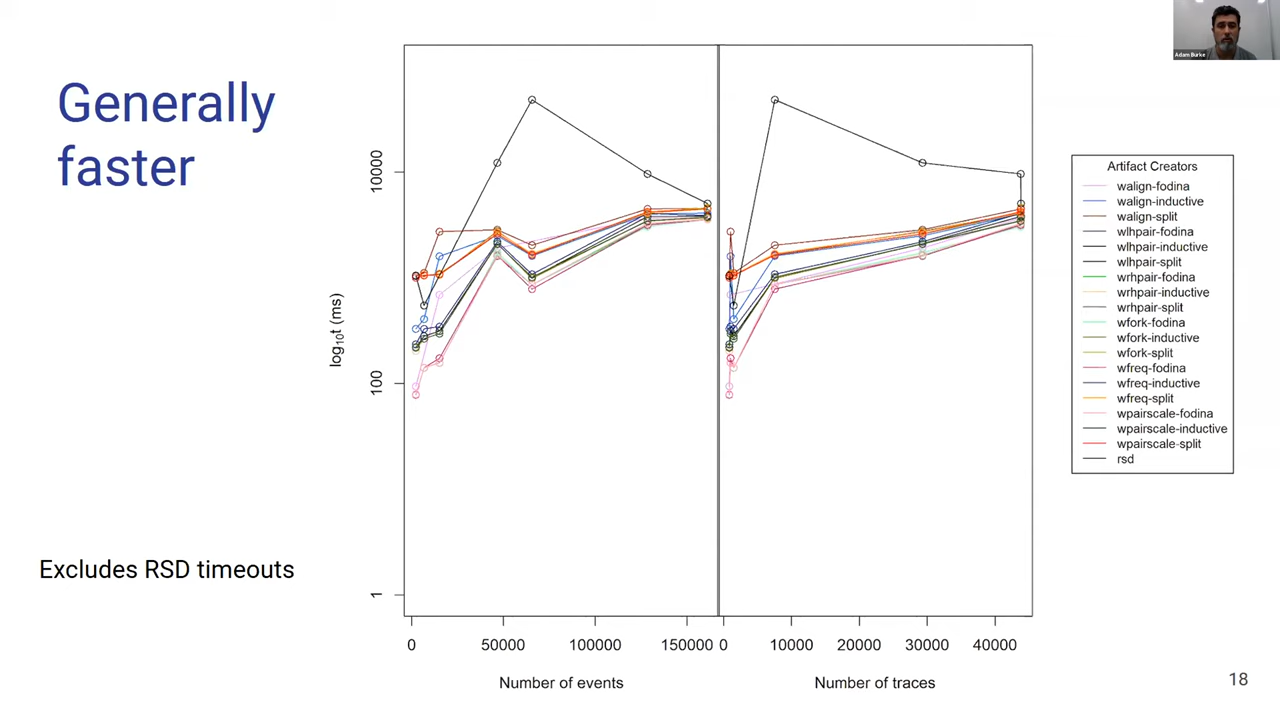 Generally
faster
Adam Burke
log10t (ms)
10000
100
1
0 50000 100000 150000
Number of events
0 10000 20000 30000 40000
Number of traces
Artifact Creators
walign-fodina
walign-inductive
walign-split
wlhpair-fodina
wlhpair-inductive
wlhpair-split
wrhpair-fodina
wrhpair-inductive
wrhpair-split
wfork-fodina
wfork-inductive
wfork-split
wfreq-fodina
wfreq-inductive
wfreq-split
wpairscale-fodina
wpairscale-inductive
wpairscale-split
rsd
Excludes RSD timeouts
18